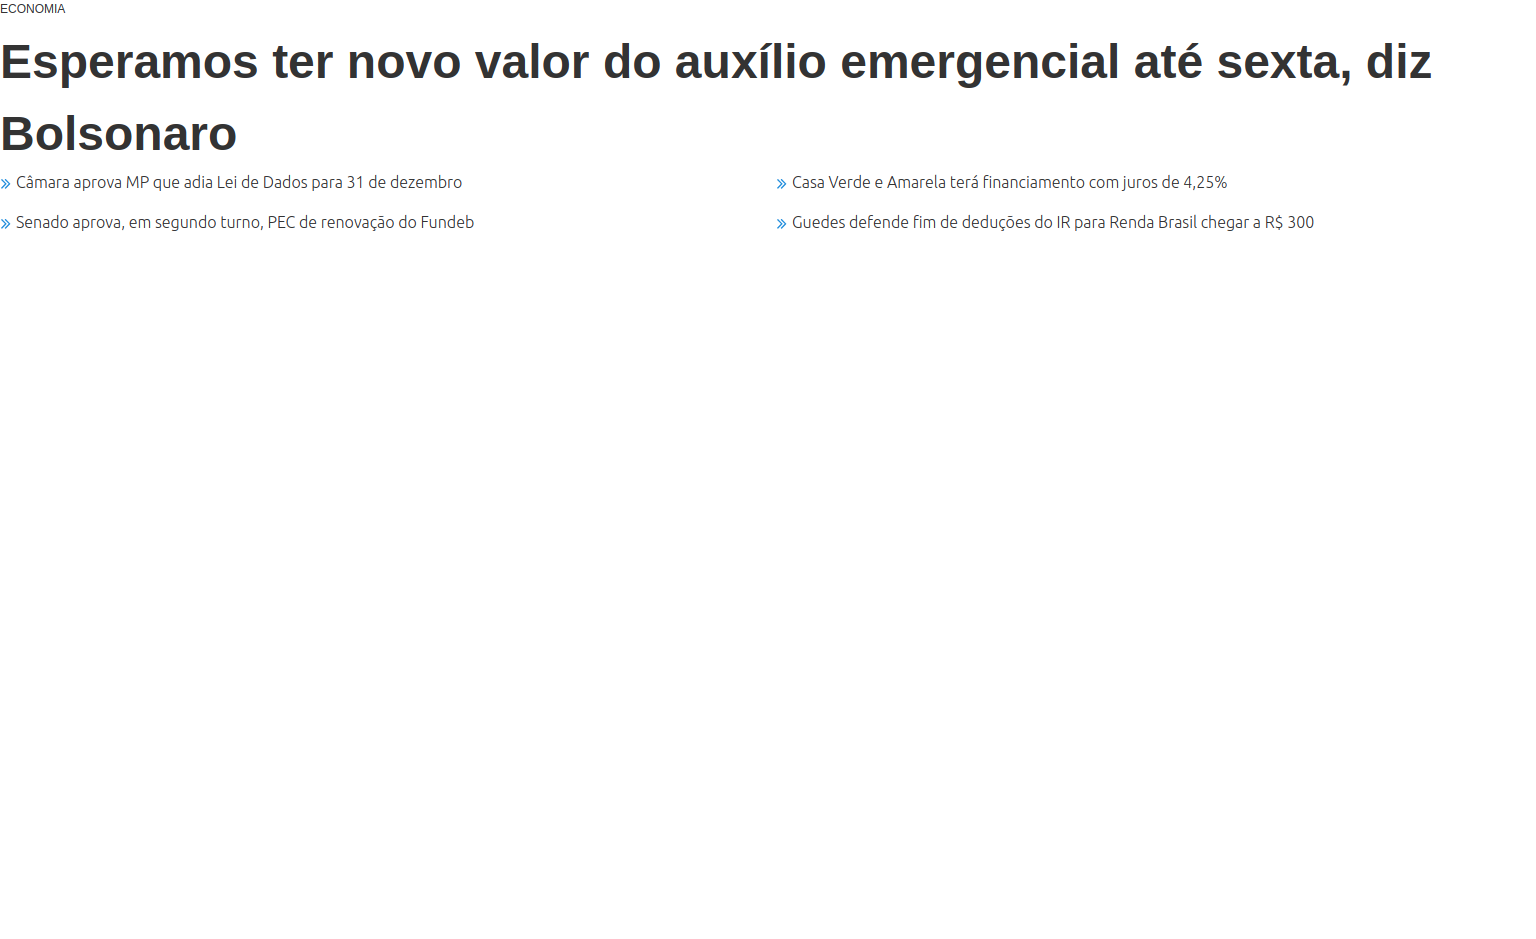 ECONOMIA
Esperamos ter novo valor do auxílio emergencial até sexta, diz
Bolsonaro
» Câmara aprova MP que adia Lei de Dados para 31 de dezembro
» Casa Verde e Amarela terá financiamento com juros de 4,25%
» Senado aprova, em segundo turno, PEC de renovação do Fundeb
» Guedes defende fim de deduções do IR para Renda Brasil chegar a R$ 300